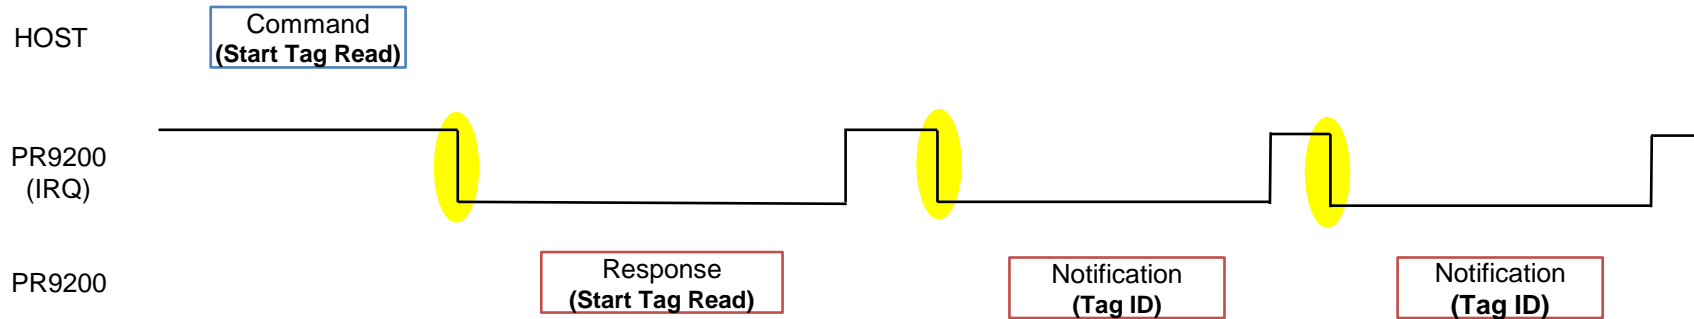 HOST
Command
(Start Tag Read)
PR9200
(IRQ)
PR9200
Response
(Start Tag Read)
Notification
(Tag ID)
Notification
(Tag ID)